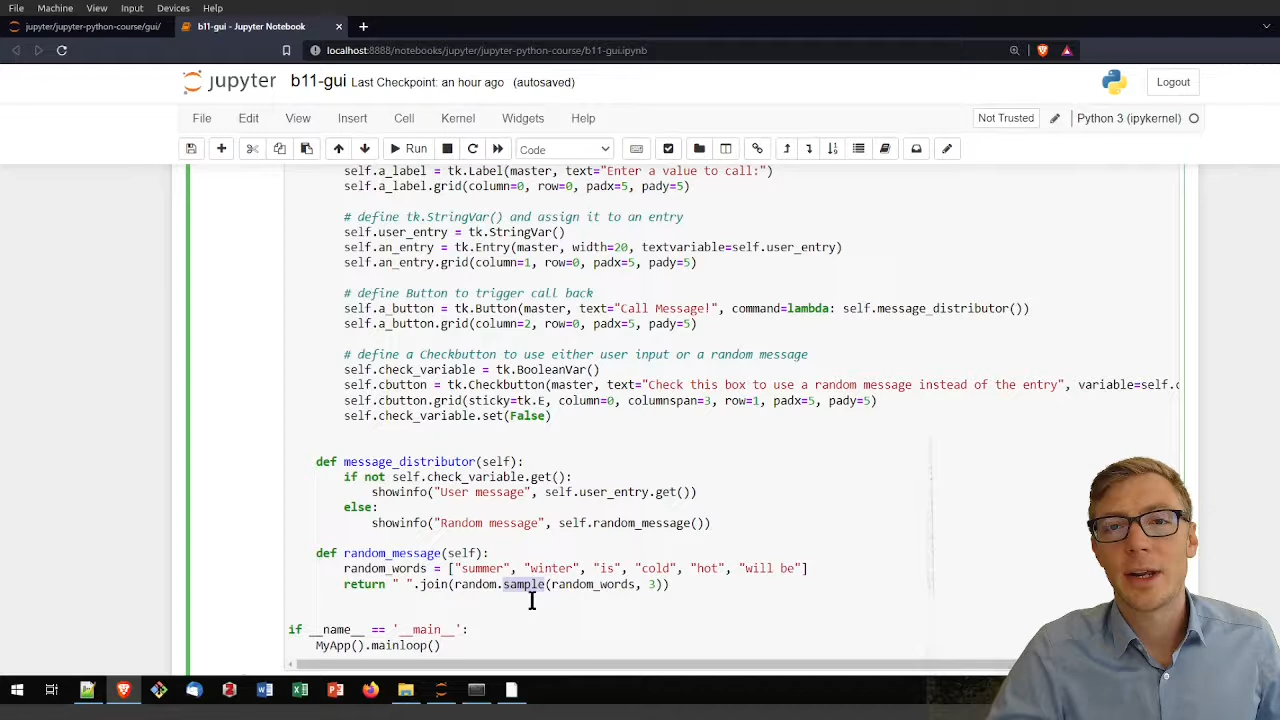 File Machine View Input Devices Help
jupyter/jupyter-python-course/gui/ b11-gui - Jupyter Notebook
localhost:8888/notebooks/jupyter/jupyter-python-course/b11-gui.ipynb
jupyter b11-gui Last Checkpoint: an hour ago (autosaved) Logout
File Edit View Insert Cell Kernel Widgets Help Not Trusted Python 3 (ipykernel)
Run Code
self.a_label = tk.Label(master, text="Enter a value to call:")
self.a_label.grid(column=0, row=0, padx=5, pady=5)
# define tk.StringVar() and assign it to an entry
self.user_entry = tk.StringVar()
self.an_entry = tk.Entry(master, width=20, textvariable=self.user_entry)
self.an_entry.grid(column=1, row=0, padx=5, pady=5)
# define Button to trigger call back
self.a_button = tk.Button(master, text="Call Message!", command=lambda: self.message_distributor())
self.a_button.grid(column=2, row=0, padx=5, pady=5)
# define a Checkbutton to use either user input or a random message
self.check_variable = tk.BooleanVar()
self.cbutton = tk.Checkbutton(master, text="Check this box to use a random message instead of the entry", variable=self.c
self.cbutton.grid(sticky=tk.E, column=0, columnspan=3, row=1, padx=5, pady=5)
self.check_variable.set(False)
def message_distributor(self):
if not self.check_variable.get():
showinfo("User message", self.user_entry.get())
else:
showinfo("Random message", self.random_message())
def random_message(self):
random_words = ["summer", "winter", "is", "cold", "hot", "will be"]
return " ".join(random.sample(random_words, 3))
if __name__ == '__main__':
MyApp().mainloop()